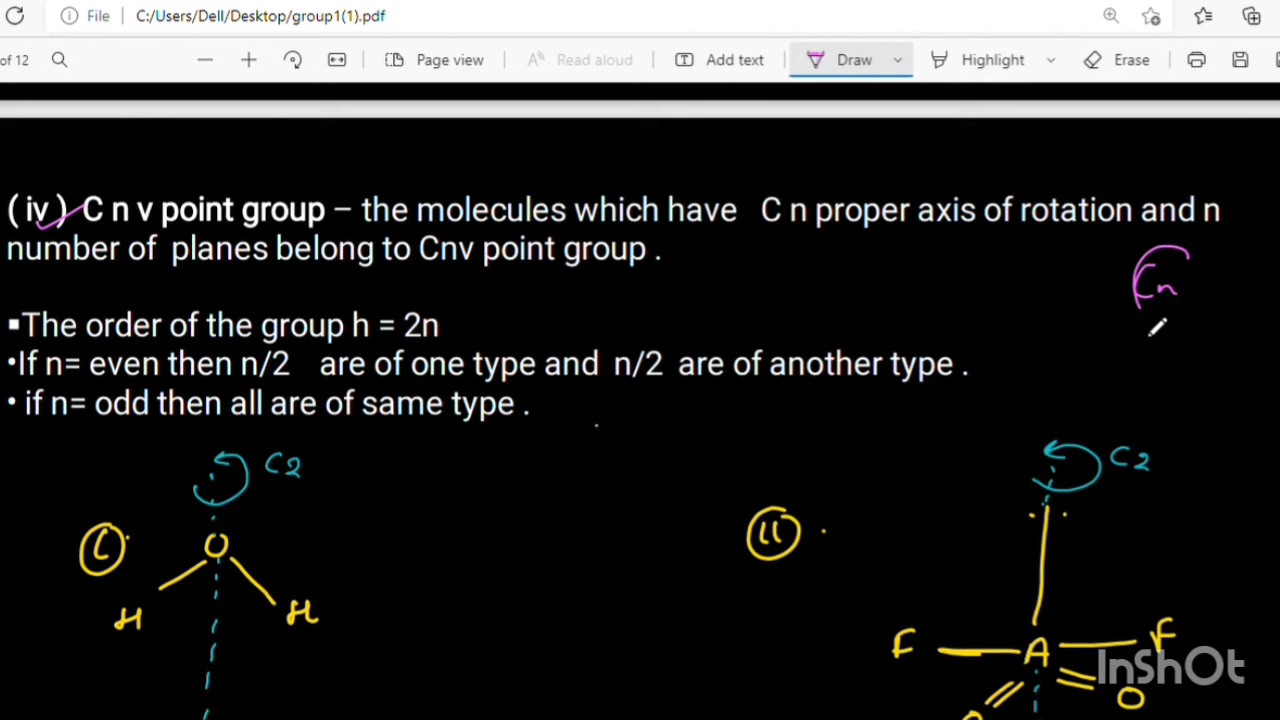 File C:/Users/Dell/Desktop/group1(1).pdf
of 12 Page view Read aloud Add text Draw Highlight Erase
(iv) C n v point group – the molecules which have C n proper axis of rotation and n
number of planes belong to Cnv point group .
Cn
▪The order of the group h = 2n
•If n= even then n/2 are of one type and n/2 are of another type .
• if n= odd then all are of same type .
C2 C2
O
H H
F A F
O
InShOt